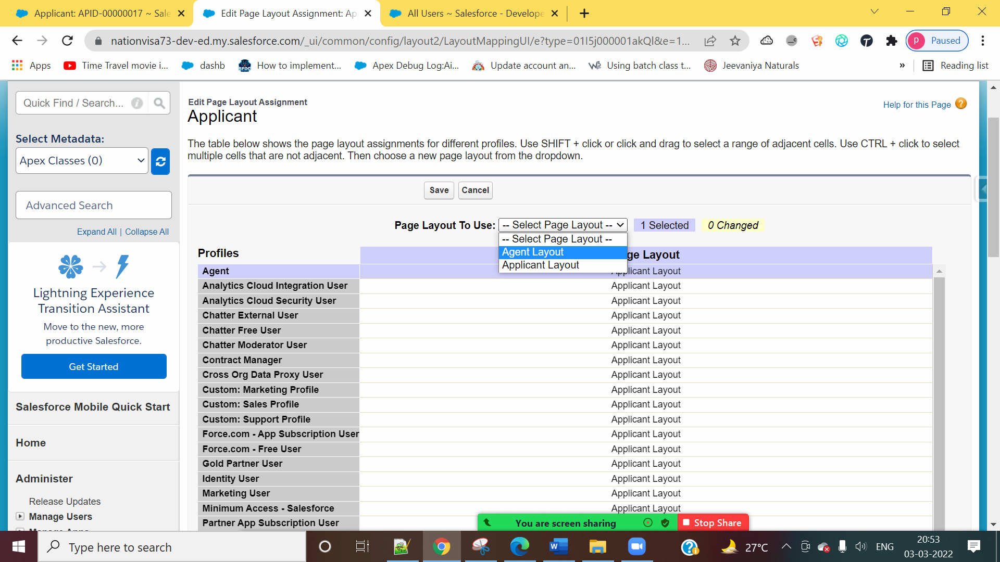 Applicant: APID-00000017 ~ Sale
Edit Page Layout Assignment: Ap
All Users ~ Salesforce - Develope
nationvisa73-dev-ed.my.salesforce.com/_ui/common/config/layout2/LayoutMappingUI/e?type=01I5j000001akQl&e=1...
P Paused
Apps
Time Travel movie i...
dashb
How to implement...
Apex Debug Log:Ai...
Update account an...
Using batch class t...
Jeevaniya Naturals
»
Reading list
Quick Find / Search...
Select Metadata:
Apex Classes (0)
Advanced Search
Expand All | Collapse All
Lightning Experience
Transition Assistant
Move to the new, more
productive Salesforce.
Get Started
Salesforce Mobile Quick Start
Home
Administer
Release Updates
Manage Users
Edit Page Layout Assignment
Applicant
Help for this Page
The table below shows the page layout assignments for different profiles. Use SHIFT + click or click and drag to select a range of adjacent cells. Use CTRL + click to select
multiple cells that are not adjacent. Then choose a new page layout from the dropdown.
Save
Cancel
Page Layout To Use: -- Select Page Layout -- 1 Selected 0 Changed
-- Select Page Layout --
Agent Layout
Applicant Layout
Profiles
ge Layout
Agent Applicant Layout
Analytics Cloud Integration User Applicant Layout
Analytics Cloud Security User Applicant Layout
Chatter External User Applicant Layout
Chatter Free User Applicant Layout
Chatter Moderator User Applicant Layout
Contract Manager Applicant Layout
Cross Org Data Proxy User Applicant Layout
Custom: Marketing Profile Applicant Layout
Custom: Sales Profile Applicant Layout
Custom: Support Profile Applicant Layout
Force.com - App Subscription User Applicant Layout
Force.com - Free User Applicant Layout
Gold Partner User Applicant Layout
Identity User Applicant Layout
Marketing User Applicant Layout
Minimum Access - Salesforce Applicant Layout
Partner App Subscription User
You are screen sharing
Stop Share
Type here to search
27°C
ENG
20:53
03-03-2022